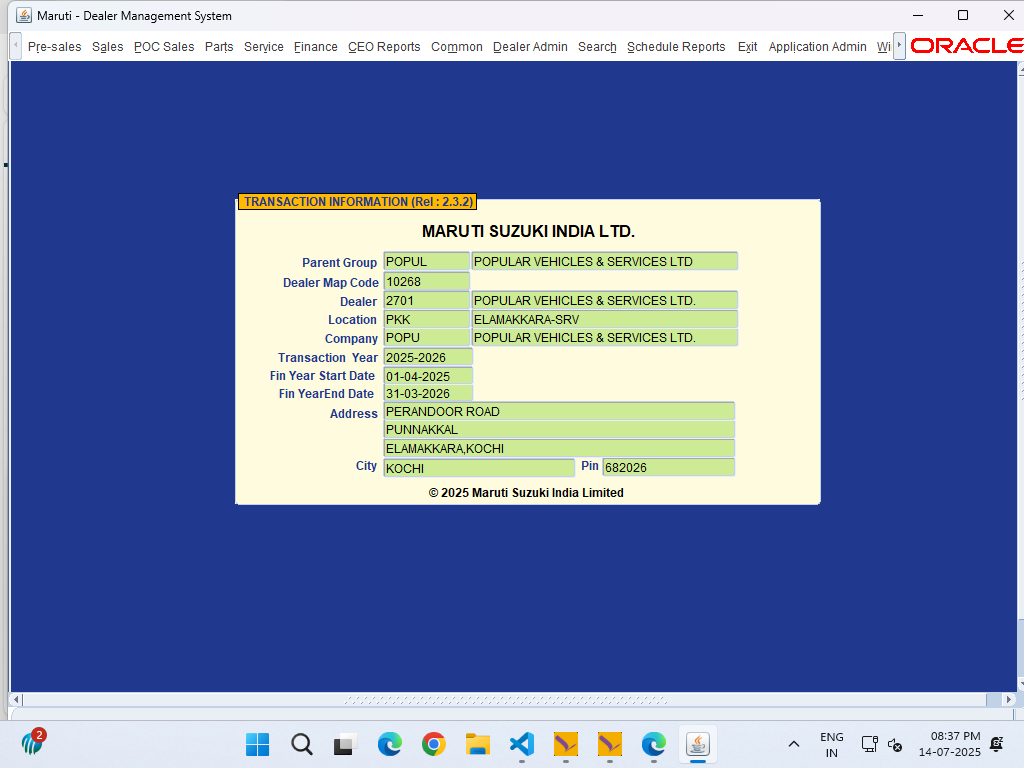 Maruti - Dealer Management System
Pre-sales Sales POC Sales Parts Service Finance CEO Reports Common Dealer Admin Search Schedule Reports Exit Application Admin Wi ORACLE
TRANSACTION INFORMATION (Rel : 2.3.2)
MARUTI SUZUKI INDIA LTD.
Parent Group POPUL POPULAR VEHICLES & SERVICES LTD
Dealer Map Code 10268
Dealer 2701 POPULAR VEHICLES & SERVICES LTD.
Location PKK ELAMAKKARA-SRV
Company POPU POPULAR VEHICLES & SERVICES LTD.
Transaction Year 2025-2026
Fin Year Start Date 01-04-2025
Fin YearEnd Date 31-03-2026
Address PERANDOOR ROAD
PUNNAKKAL
ELAMAKKARA,KOCHI
City KOCHI Pin 682026
© 2025 Maruti Suzuki India Limited
2
ENG
IN
08:37 PM
14-07-2025